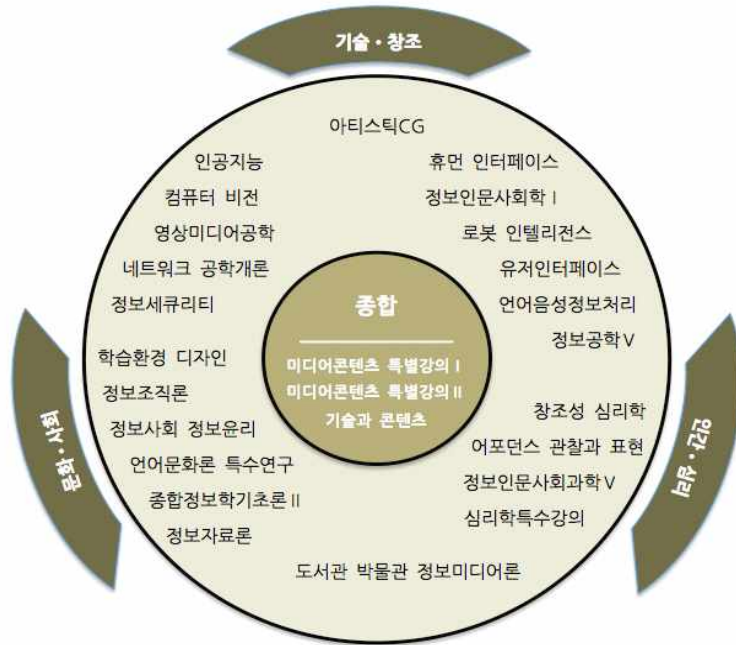 기술・창조
아티스틱CG
인공지능
컴퓨터 비전
영상미디어공학
네트워크 공학개론
정보세큐리티
휴먼 인터페이스
정보인문사회학Ⅰ
로봇 인텔리전스
유저인터페이스
언어음성정보처리
정보공학Ⅴ
종합
미디어콘텐츠 특별강의Ⅰ
미디어콘텐츠 특별강의Ⅱ
기술과 콘텐츠
문화・사회
학습환경 디자인
정보조직론
정보사회 정보윤리
언어문화론 특수연구
종합정보학기초론Ⅱ
정보자료론
인간・심리
창조성 심리학
어포던스 관찰과 표현
정보인문사회과학Ⅴ
심리학특수강의
도서관 박물관 정보미디어론